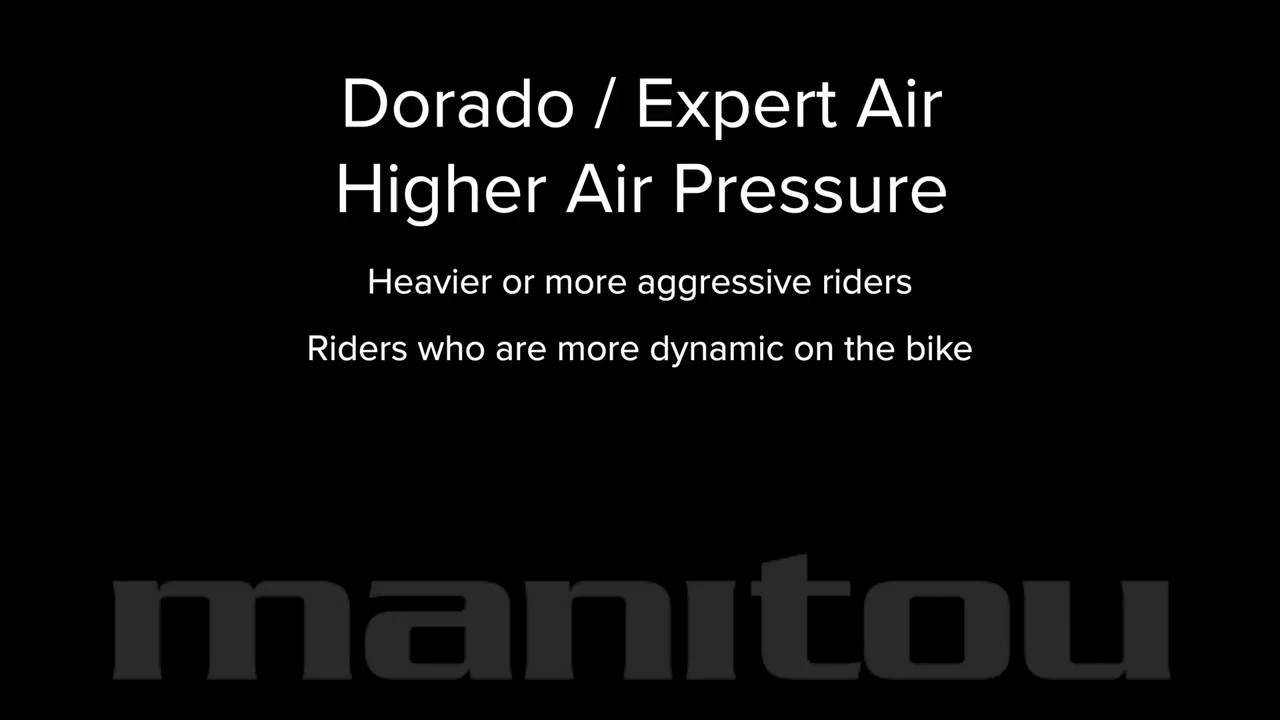 Dorado / Expert Air
Higher Air Pressure
Heavier or more aggressive riders
Riders who are more dynamic on the bike
manitou